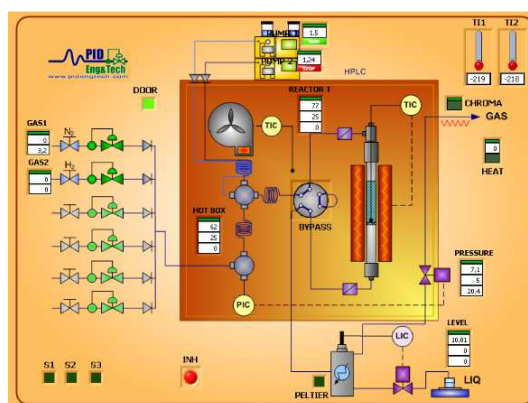 PID
Eng&Tech
www.pidengtech.com
PUMP 1
1,5
PUMP 2
1,24
HPLC
TI1
TI2
-219
-218
DOOR
REACTOR T
77
25
0
TIC
TIC
CHROMA
GAS
0
HEAT
GAS1
0
3,2
N2
GAS2
0
0
H2
HOT BOX
62
25
0
BYPASS
PIC
PRESSURE
7,1
5
20,4
LEVEL
10,01
0
0
LIC
S1
S2
S3
INH
PELTIER
LIQ